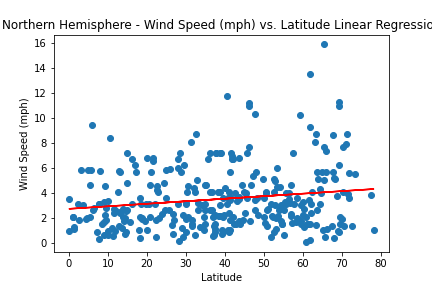 Northern Hemisphere - Wind Speed (mph) vs. Latitude Linear Regressio
16
14
12
10
8
6
4
2
0
Wind Speed (mph)
0 10 20 30 40 50 60 70 80
Latitude